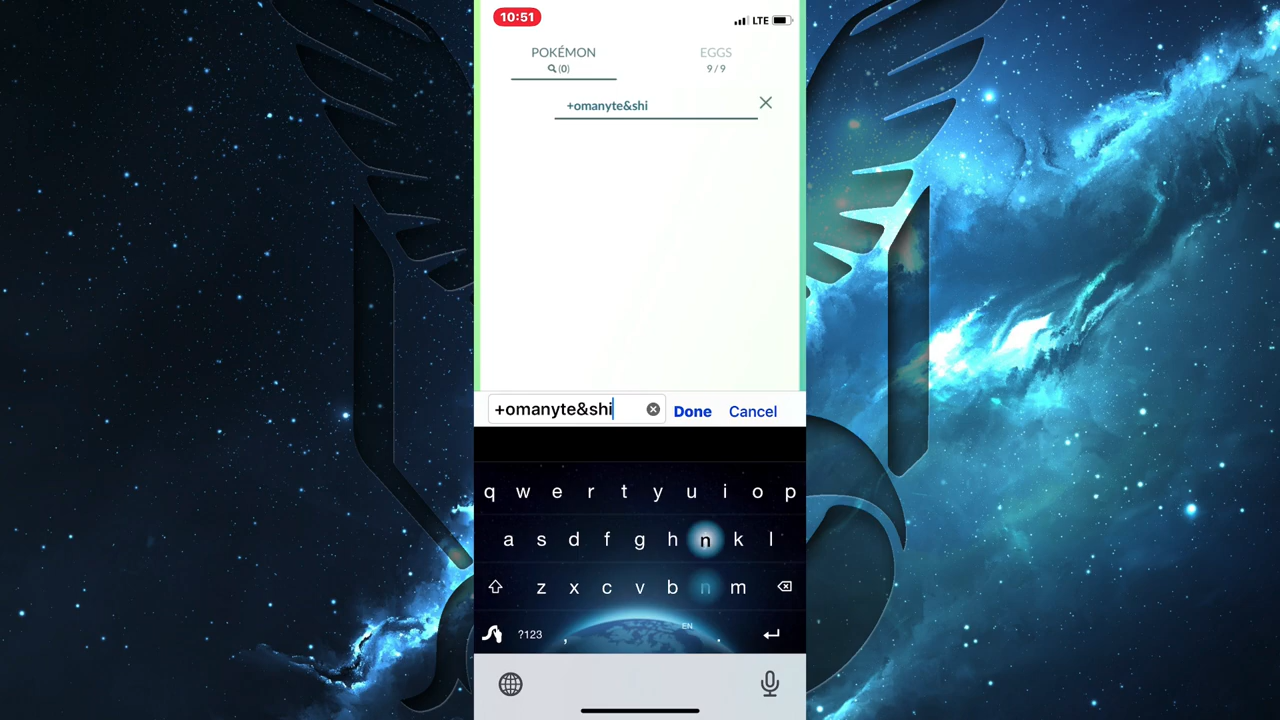 10:51
LTE
POKÉMON
(0)
EGGS
9 / 9
+omanyte&shi
+omanyte&shi
Done
Cancel
q w e r t y u i o p
a s d f g h n k l
z x c v b n m
?123 , EN .